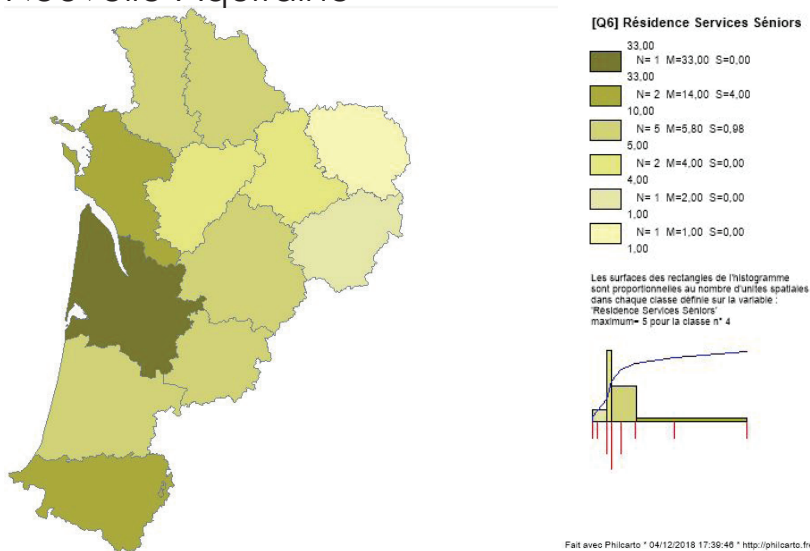 [Q6] Résidence Services Séniors
33,00
N= 1 M=33,00 S=0,00
33,00
N= 2 M=14,00 S=4,00
10,00
N= 5 M=5,80 S=0,98
5,00
N= 2 M=4,00 S=0,00
4,00
N= 1 M=2,00 S=0,00
1,00
N= 1 M=1,00 S=0,00
1,00
Les surfaces des rectangles de l'histogramme
sont proportionnelles au nombre d'unites spatiales
dans chaque classe définie sur la variable :
'Résidence Services Séniors'
maximum= 5 pour la classe n° 4
Fait avec Philcarto * 04/12/2018 17:39:46 * http://philcarto.fre